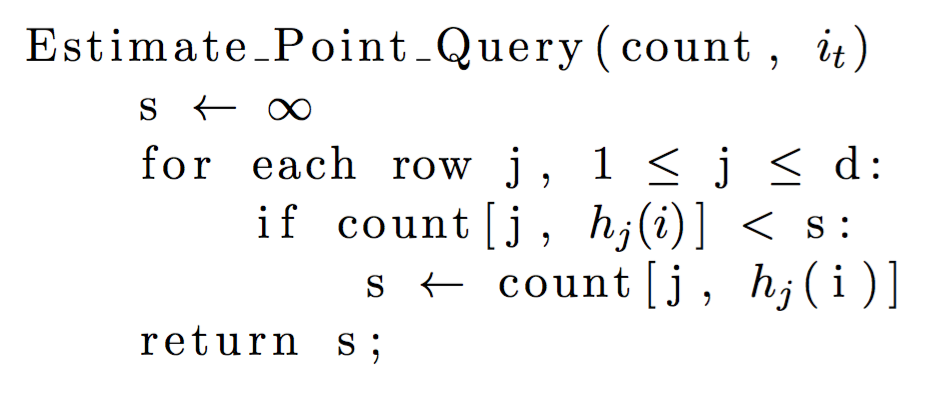 Estimate_Point_Query(count, i_t)
s ← ∞
for each row j, 1 ≤ j ≤ d:
if count[j, h_j(i)] < s:
s ← count[j, h_j(i)]
return s;